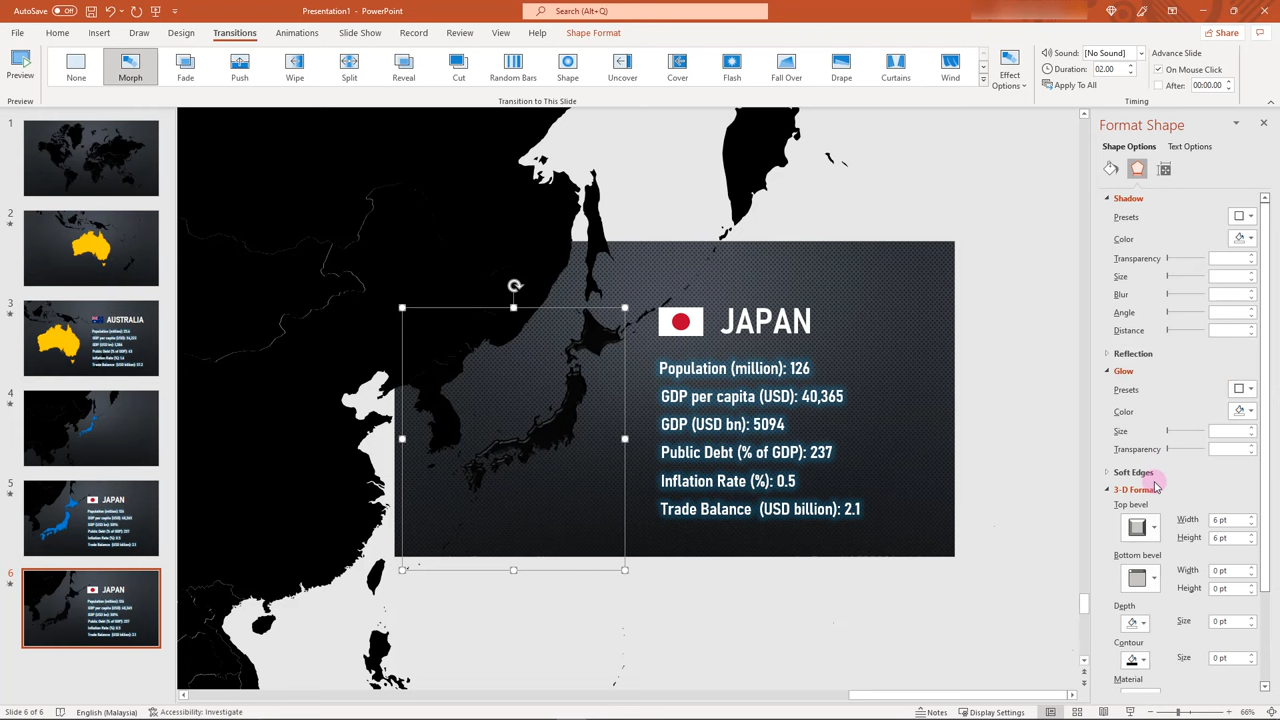 AutoSave Off Presentation1 - PowerPoint Search (Alt+Q)
File Home Insert Draw Design Transitions Animations Slide Show Record Review View Help Shape Format Share
Preview None Morph Fade Push Wipe Split Reveal Cut Random Bars Shape Uncover Cover Flash Fall Over Drape Curtains Wind Effect Options
Sound: [No Sound] Advance Slide
Duration: 02.00 On Mouse Click
Apply To All After: 00:00.00
Preview Transition to This Slide Timing
1
2
3
AUSTRALIA
4
5
JAPAN
6
JAPAN
JAPAN
Population (million): 126
GDP per capita (USD): 40,365
GDP (USD bn): 5094
Public Debt (% of GDP): 237
Inflation Rate (%): 0.5
Trade Balance (USD billion): 2.1
Format Shape
Shape Options Text Options
Shadow
Presets
Color
Transparency
Size
Blur
Angle
Distance
Reflection
Glow
Presets
Color
Size
Transparency
Soft Edges
3-D Format
Top bevel
Width 6 pt
Height 6 pt
Bottom bevel
Width 0 pt
Height 0 pt
Depth
Size 0 pt
Contour
Size 0 pt
Material
Slide 6 of 6 English (Malaysia) Accessibility: Investigate Notes Display Settings 66%